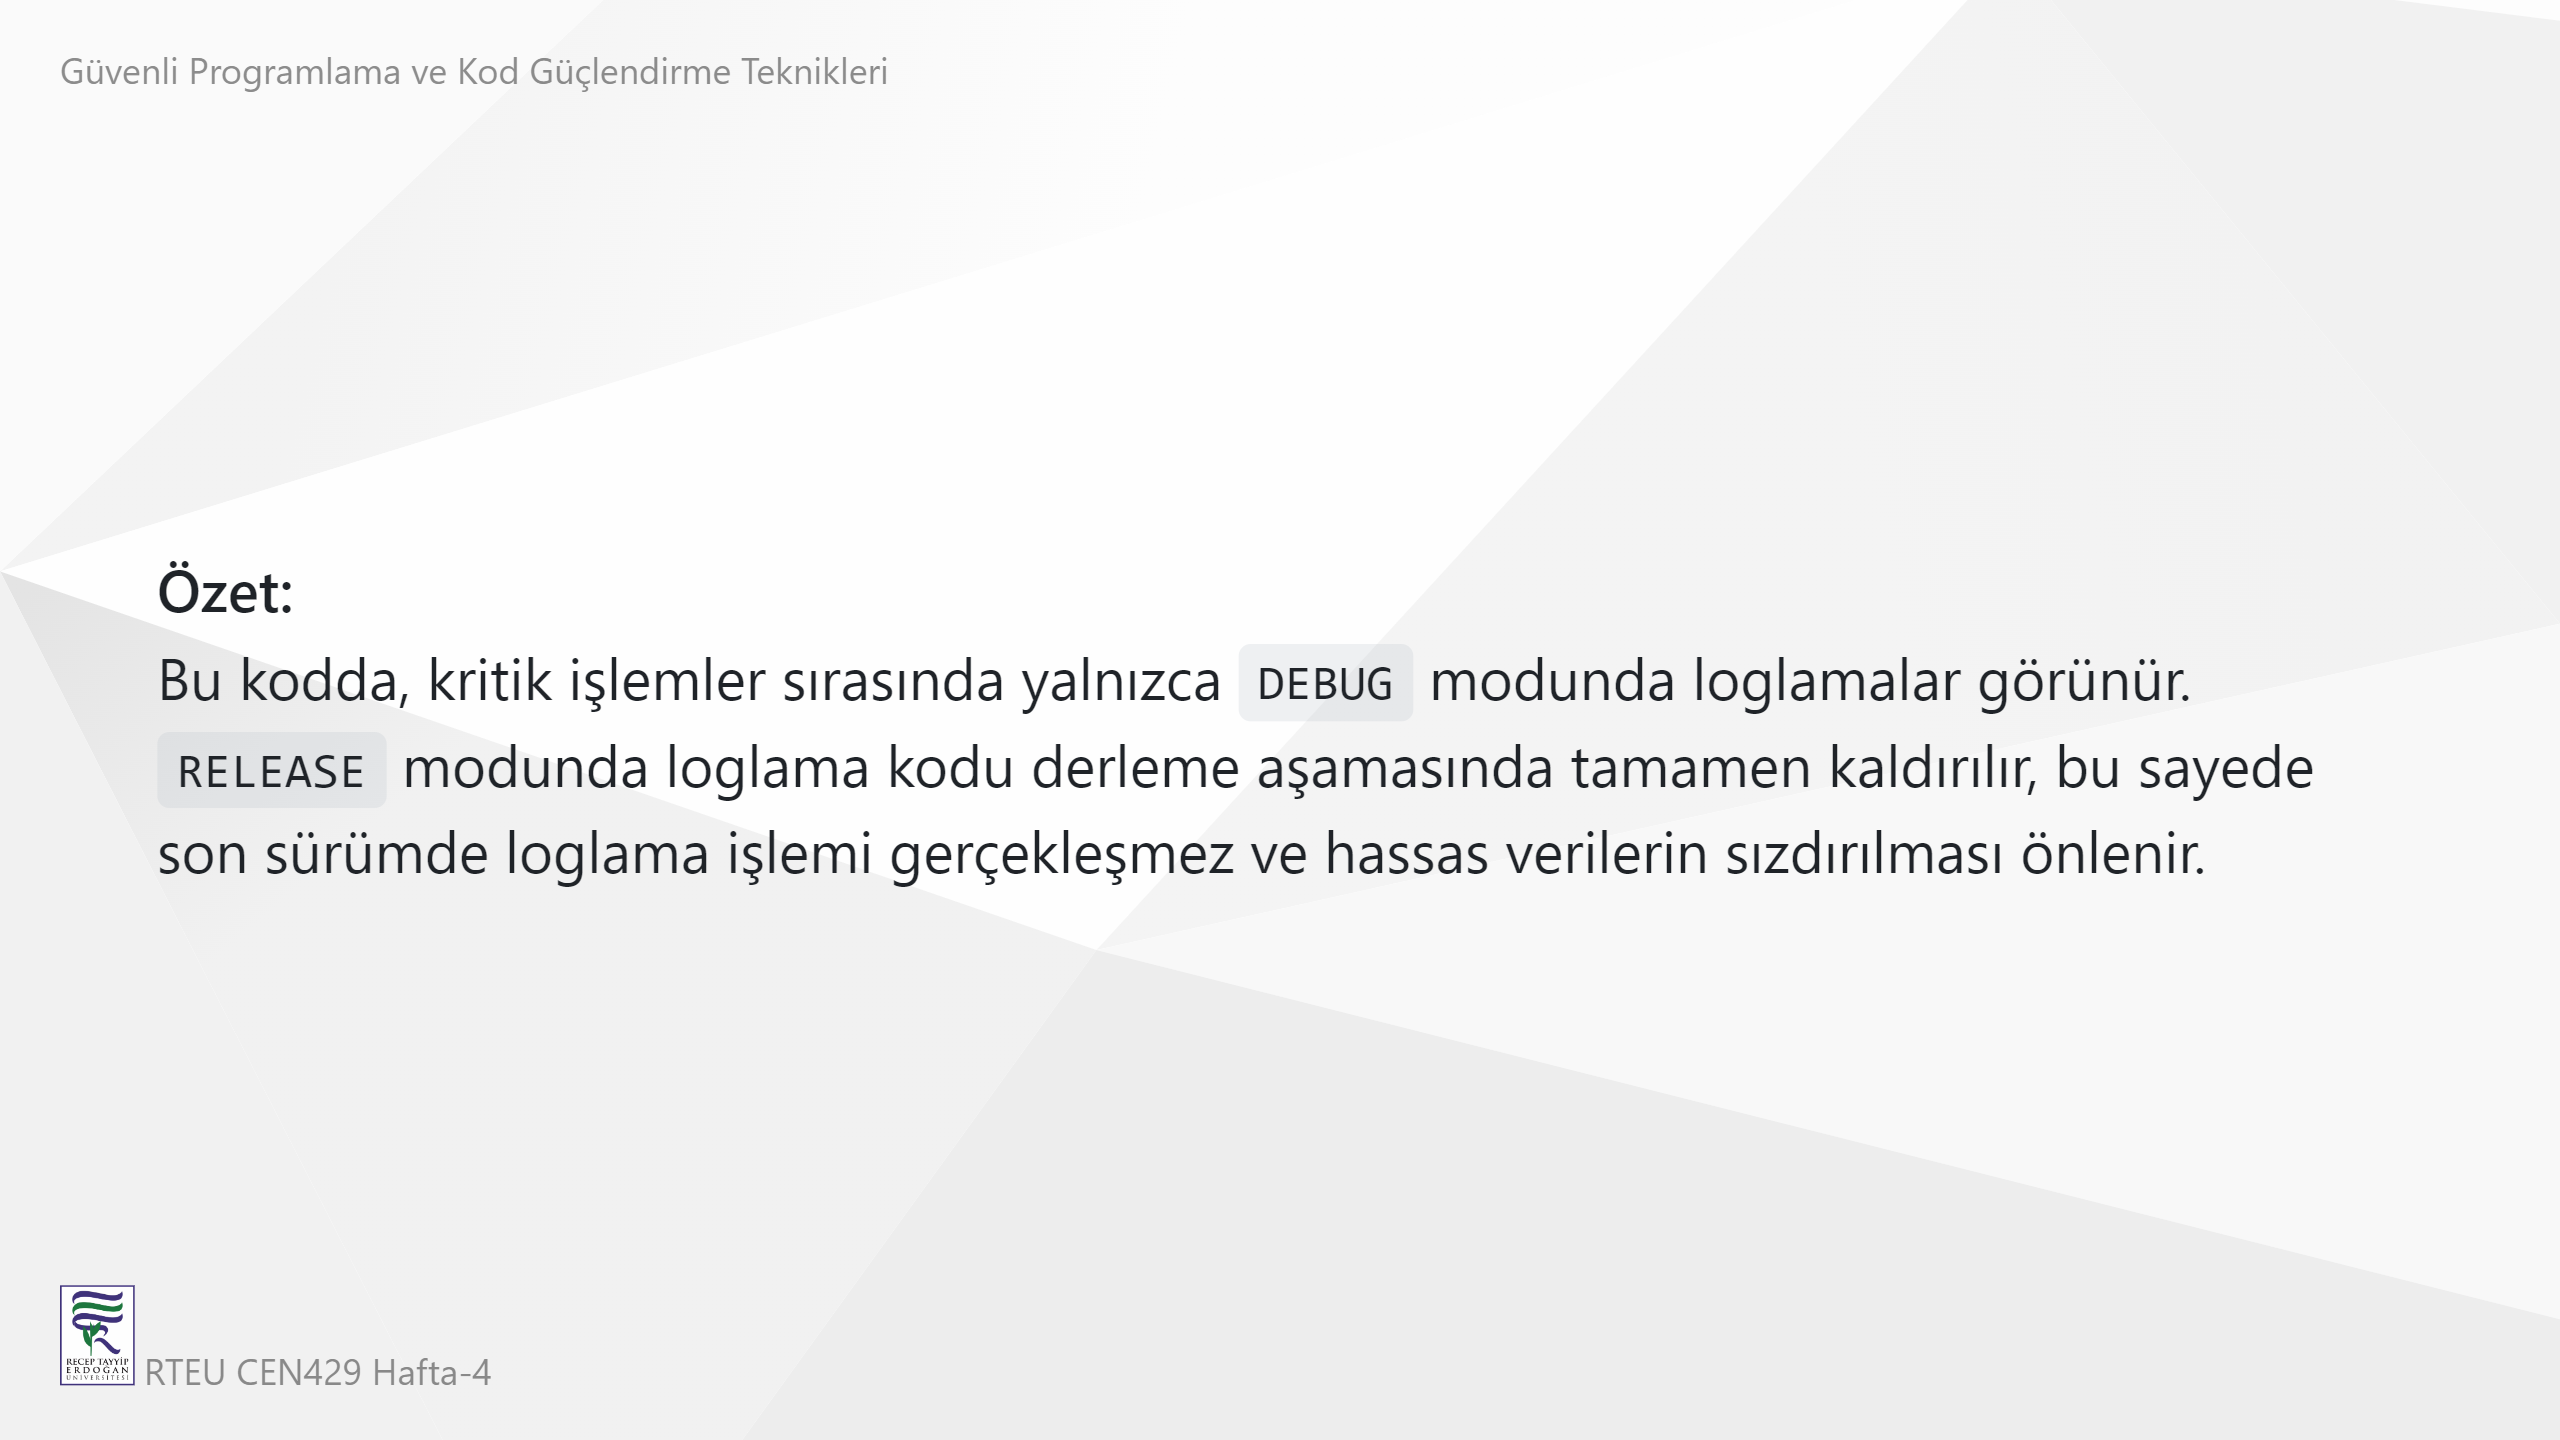 Güvenli Programlama ve Kod Güçlendirme Teknikleri
Özet:
Bu kodda, kritik işlemler sırasında yalnızca DEBUG modunda loglamalar görünür.
RELEASE modunda loglama kodu derleme aşamasında tamamen kaldırılır, bu sayede
son sürümde loglama işlemi gerçekleşmez ve hassas verilerin sızdırılması önlenir.
RECEP TAYYİP
ERDOĞAN
ÜNİVERSİTESİ
RTEU CEN429 Hafta-4